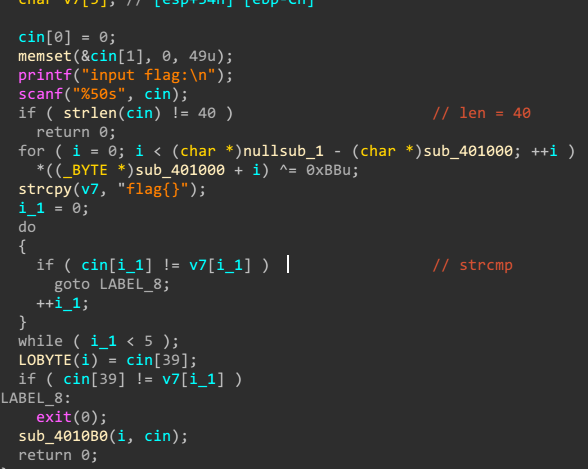 char v7[9]; // [esp+54h] [ebp-Ch]
cin[0] = 0;
memset(&cin[1], 0, 49u);
printf("input flag:\n");
scanf("%50s", cin);
if ( strlen(cin) != 40 ) // len = 40
return 0;
for ( i = 0; i < (char *)nullsub_1 - (char *)sub_401000; ++i )
*((_BYTE *)sub_401000 + i) ^= 0xBBu;
strcpy(v7, "flag{}");
i_1 = 0;
do
{
if ( cin[i_1] != v7[i_1] ) // strcmp
goto LABEL_8;
++i_1;
}
while ( i_1 < 5 );
LOBYTE(i) = cin[39];
if ( cin[39] != v7[i_1] )
LABEL_8:
exit(0);
sub_4010B0(i, cin);
return 0;